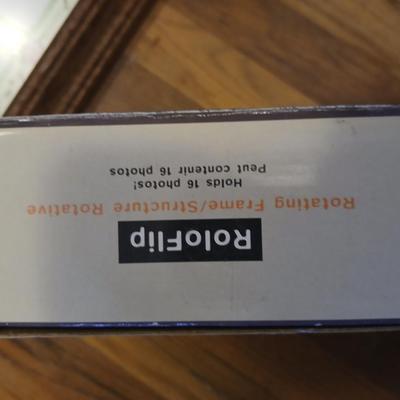 RoloFlip
Rotating Frame/Structure Rotative
Holds 16 photos!
Peut contenir 16 photos